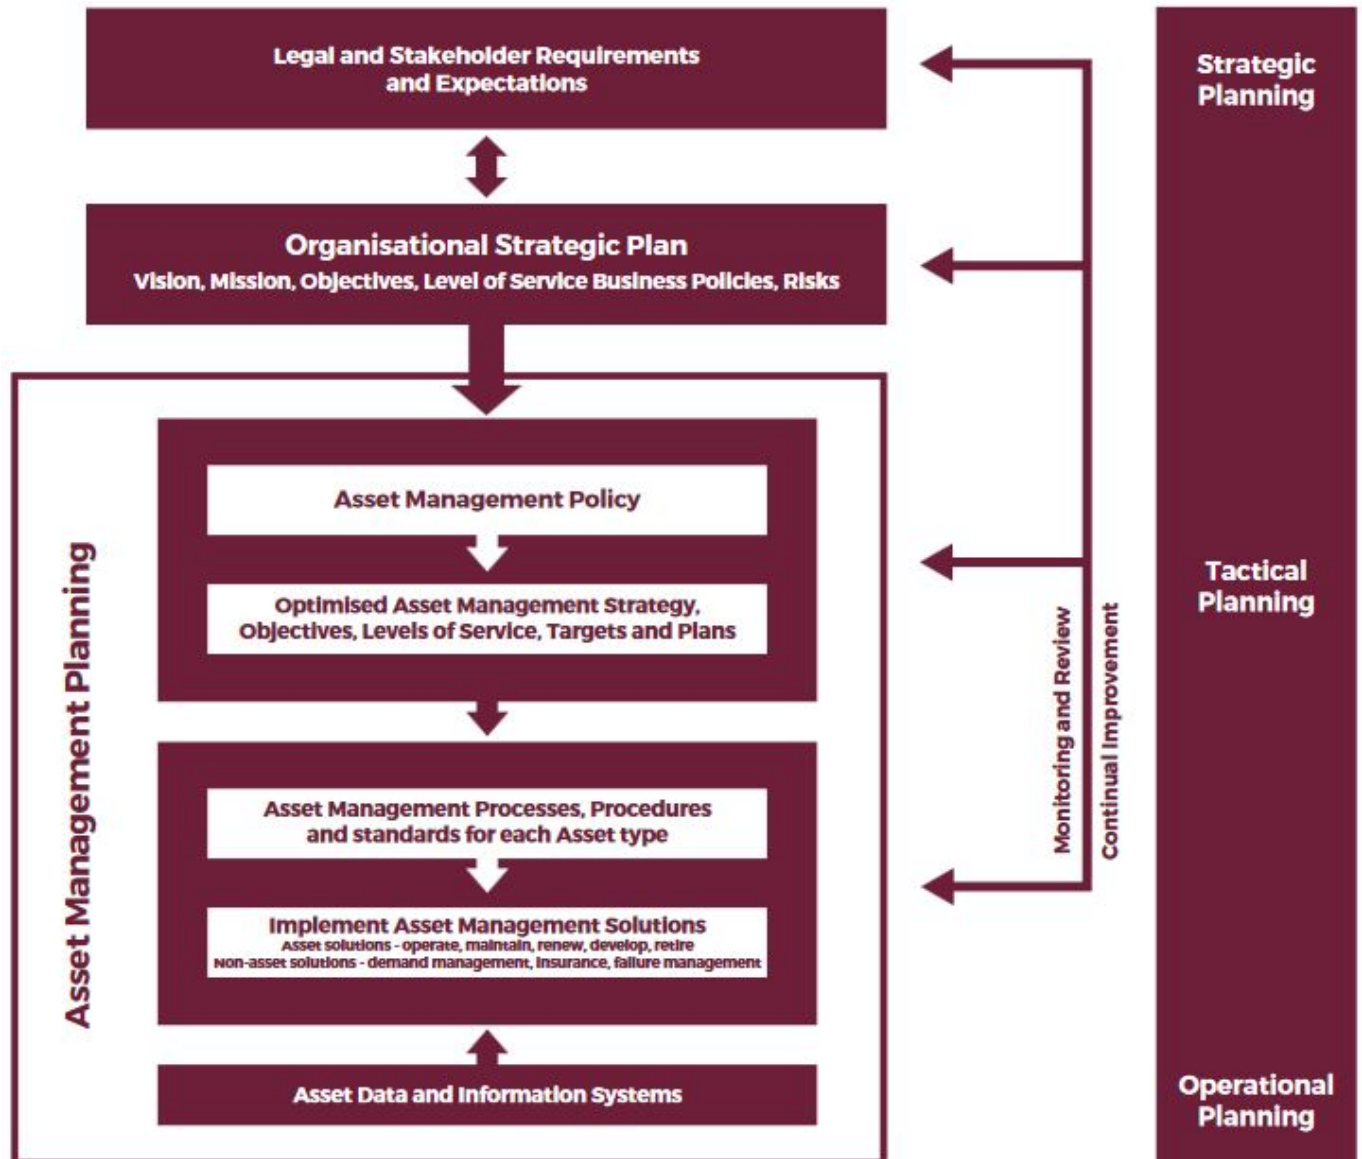 Legal and Stakeholder Requirements
and Expectations
Organisational Strategic Plan
Vision, Mission, Objectives, Level of Service Business Policies, Risks
Asset Management Planning
Asset Management Policy
Optimised Asset Management Strategy,
Objectives, Levels of Service, Targets and Plans
Asset Management Processes, Procedures
and standards for each Asset type
Implement Asset Management Solutions
Asset solutions - operate, maintain, renew, develop, retire
Non-asset solutions - demand management, insurance, failure management
Asset Data and Information Systems
Monitoring and Review
Continual Improvement
Strategic
Planning
Tactical
Planning
Operational
Planning